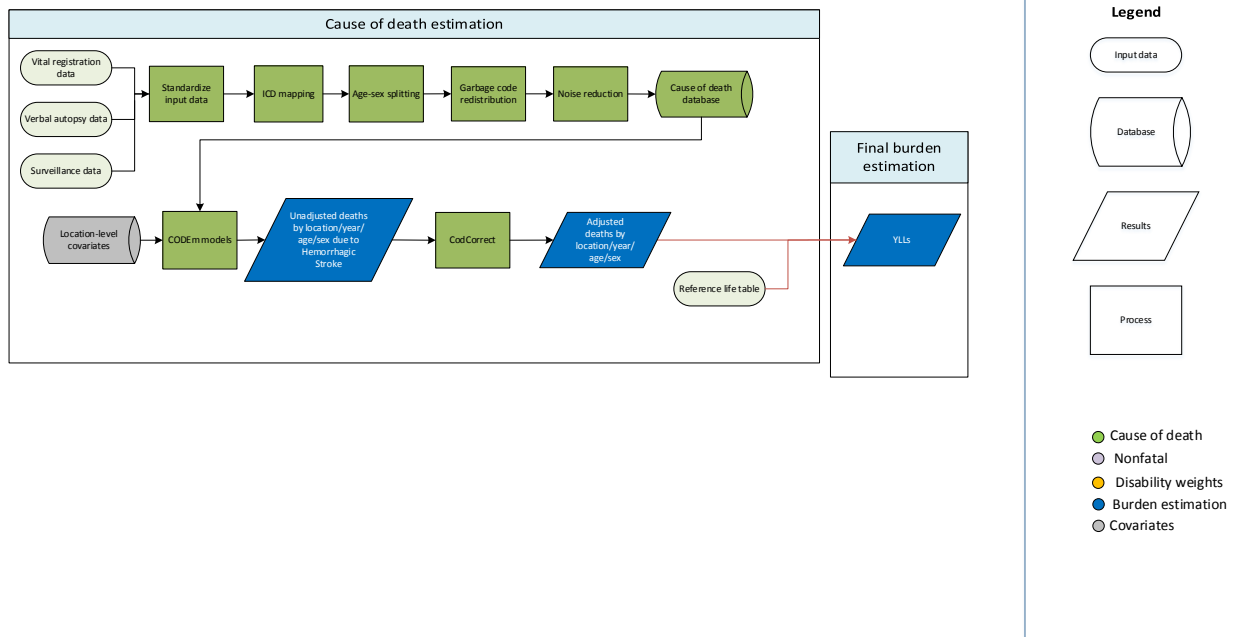 Cause of death estimation
Vital registration
data
Verbal autopsy data
Surveillance data
Standardize
input data
ICD mapping
Age-sex splitting
Garbage code
redistribution
Noise reduction
Cause of death
database
Location-level
covariates
CODEm models
Unadjusted deaths
by location/year/
age/sex due to
Hemorrhagic
Stroke
CodCorrect
Adjusted
deaths by
location/year/
age/sex
Reference life table
Final burden
estimation
YLLs
Legend
Input data
Database
Results
Process
Cause of death
Nonfatal
Disability weights
Burden estimation
Covariates